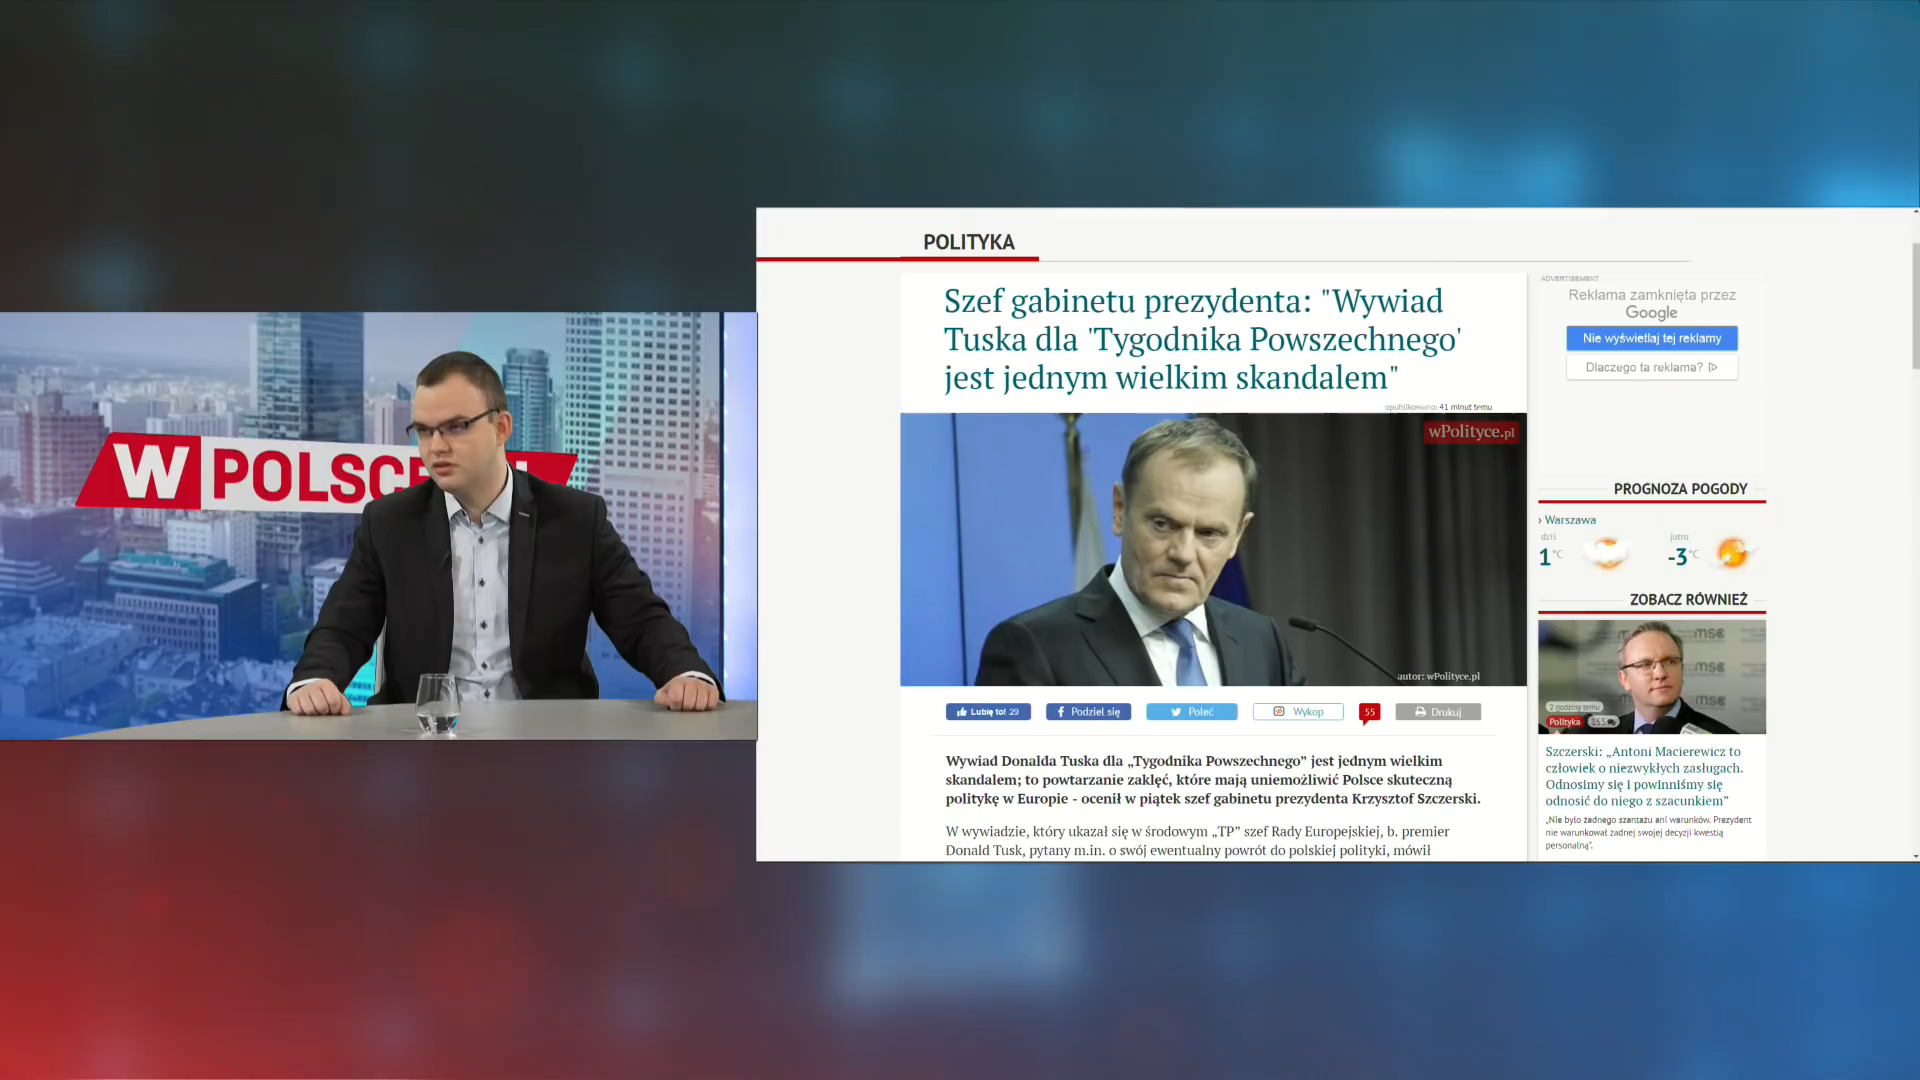 W POLSCE
POLITYKA
Szef gabinetu prezydenta: "Wywiad
Tuska dla 'Tygodnika Powszechnego'
jest jednym wielkim skandalem"
opublikowano: 41 minut temu
wPolityce.pl
autor: wPolityce.pl
Lubię to! 29
Podziel się
Poleć
Wykop
55
Drukuj
Wywiad Donalda Tuska dla „Tygodnika Powszechnego” jest jednym wielkim
skandalem; to powtarzanie zaklęć, które mają uniemożliwić Polsce skuteczną
politykę w Europie - ocenił w piątek szef gabinetu prezydenta Krzysztof Szczerski.
W wywiadzie, który ukazał się w środowym „TP” szef Rady Europejskiej, b. premier
Donald Tusk, pytany m.in. o swój ewentualny powrót do polskiej polityki, mówił
ADVERTISEMENT
Reklama zamknięta przez
Google
Nie wyświetlaj tej reklamy
Dlaczego ta reklama?
PROGNOZA POGODY
› Warszawa
dziś
1°C
jutro
-3°C
ZOBACZ RÓWNIEŻ
msc
msc
msc
2 godziny temu
Polityka 155
Szczerski: „Antoni Macierewicz to
człowiek o niezwykłych zasługach.
Odnosimy się i powinniśmy się
odnosić do niego z szacunkiem”
„Nie było żadnego szantażu ani warunków. Prezydent
nie warunkował żadnej swojej decyzji kwestią
personalną”.